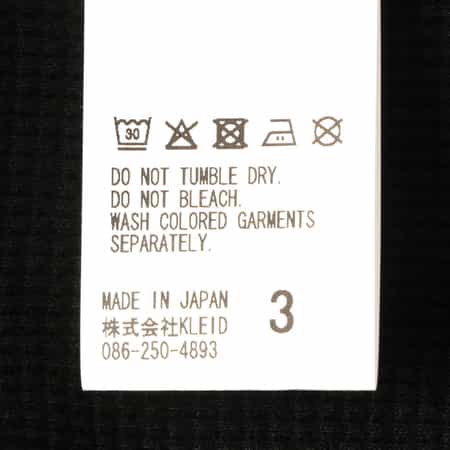 30
DO NOT TUMBLE DRY.
DO NOT BLEACH.
WASH COLORED GARMENTS
SEPARATELY.
MADE IN JAPAN
株式会社KLEID
086-250-4893
3